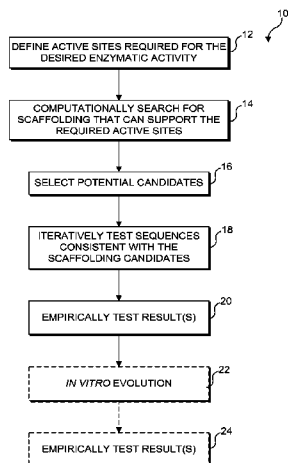 10
12
DEFINE ACTIVE SITES REQUIRED FOR THE
DESIRED ENZYMATIC ACTIVITY
14
COMPUTATIONALLY SEARCH FOR
SCAFFOLDING THAT CAN SUPPORT THE
REQUIRED ACTIVE SITES
16
SELECT POTENTIAL CANDIDATES
18
ITERATIVELY TEST SEQUENCES
CONSISTENT WITH THE
SCAFFOLDING CANDIDATES
20
EMPIRICALLY TEST RESULT(S)
22
IN VITRO EVOLUTION
24
EMPIRICALLY TEST RESULT(S)